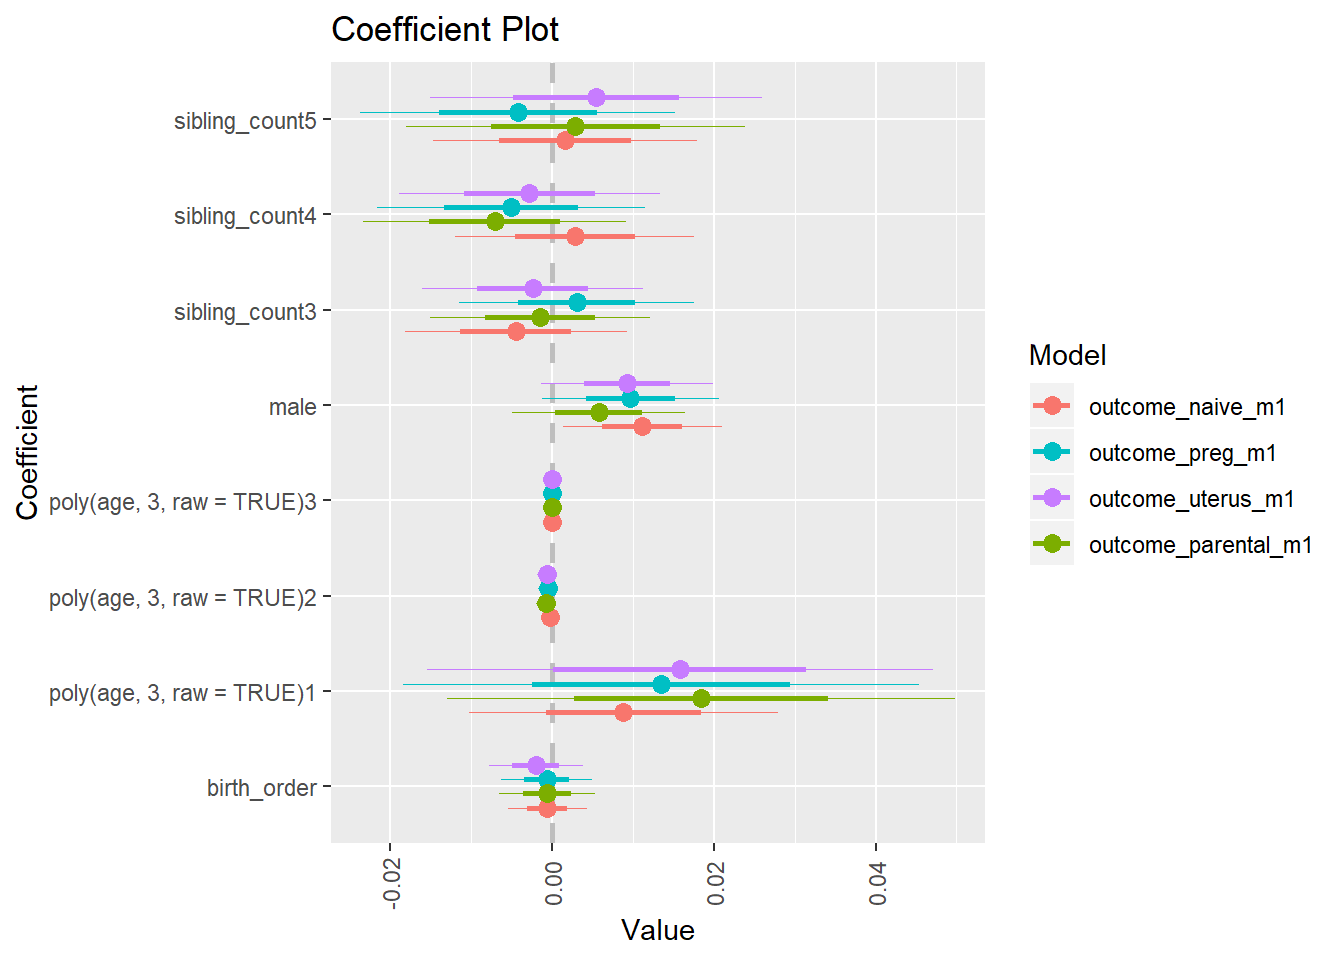 Coefficient Plot
sibling_count5
sibling_count4
sibling_count3
male
poly(age, 3, raw = TRUE)3
poly(age, 3, raw = TRUE)2
poly(age, 3, raw = TRUE)1
birth_order
Coefficient
-0.02
0.00
0.02
0.04
Value
Model
outcome_naive_m1
outcome_preg_m1
outcome_uterus_m1
outcome_parental_m1